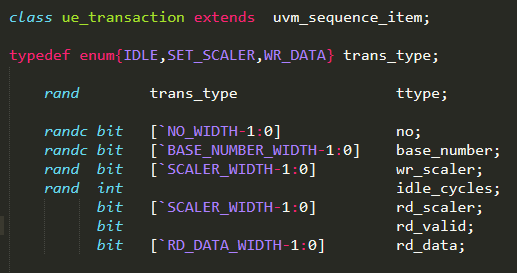 class ue_transaction extends  uvm_sequence_item;
typedef enum{IDLE,SET_SCALER,WR_DATA} trans_type;
rand        trans_type              ttype;
randc bit   [`NO_WIDTH-1:0]         no;
randc bit   [`BASE_NUMBER_WIDTH-1:0]    base_number;
rand  bit   [`SCALER_WIDTH-1:0]     wr_scaler;
rand  int                           idle_cycles;
bit   [`SCALER_WIDTH-1:0]     rd_scaler;
bit                           rd_valid;
bit   [`RD_DATA_WIDTH-1:0]    rd_data;